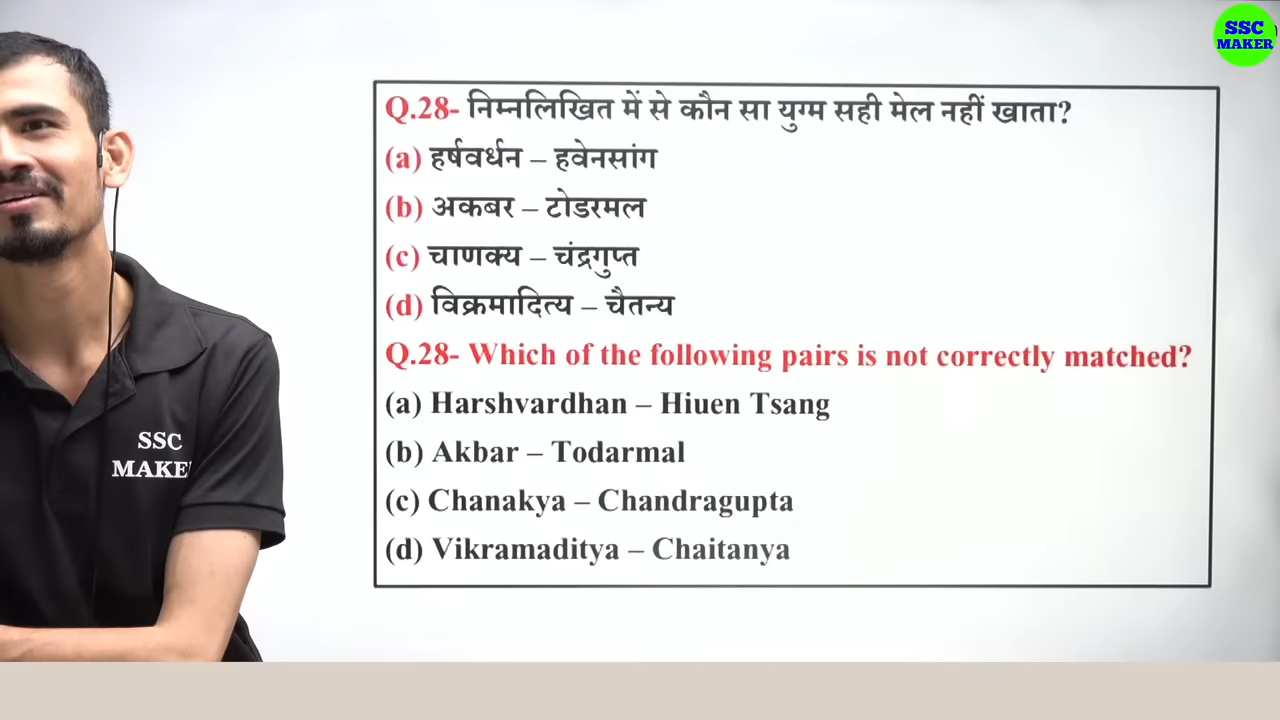 SSC
MAKER
Q.28- निम्नलिखित में से कौन सा युग्म सही मेल नहीं खाता?
(a) हर्षवर्धन – हवेनसांग
(b) अकबर – टोडरमल
(c) चाणक्य – चंद्रगुप्त
(d) विक्रमादित्य – चैतन्य
Q.28- Which of the following pairs is not correctly matched?
(a) Harshvardhan – Hiuen Tsang
(b) Akbar – Todarmal
(c) Chanakya – Chandragupta
(d) Vikramaditya – Chaitanya
SSC
MAKE